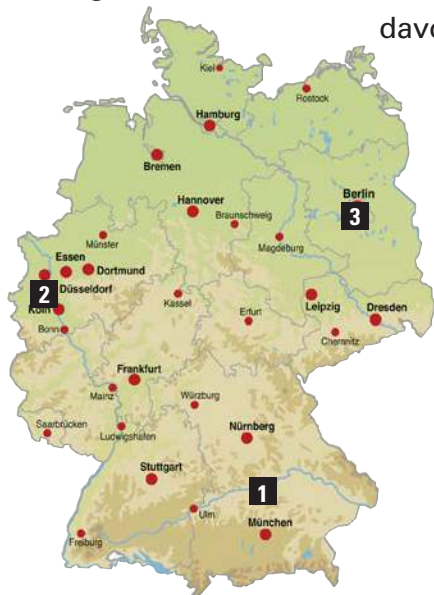 davo
Kiel
Rostock
Hamburg
Bremen
Berlin
3
Hannover
Braunschweig
Magdeburg
Münster
Essen
Dortmund
2
Düsseldorf
Köln
Bonn
Kassel
Leipzig
Erfurt
Dresden
Chemnitz
Frankfurt
Mainz
Würzburg
Saarbrücken
Ludwigshafen
Nürnberg
Stuttgart
1
Ulm
München
Freiburg